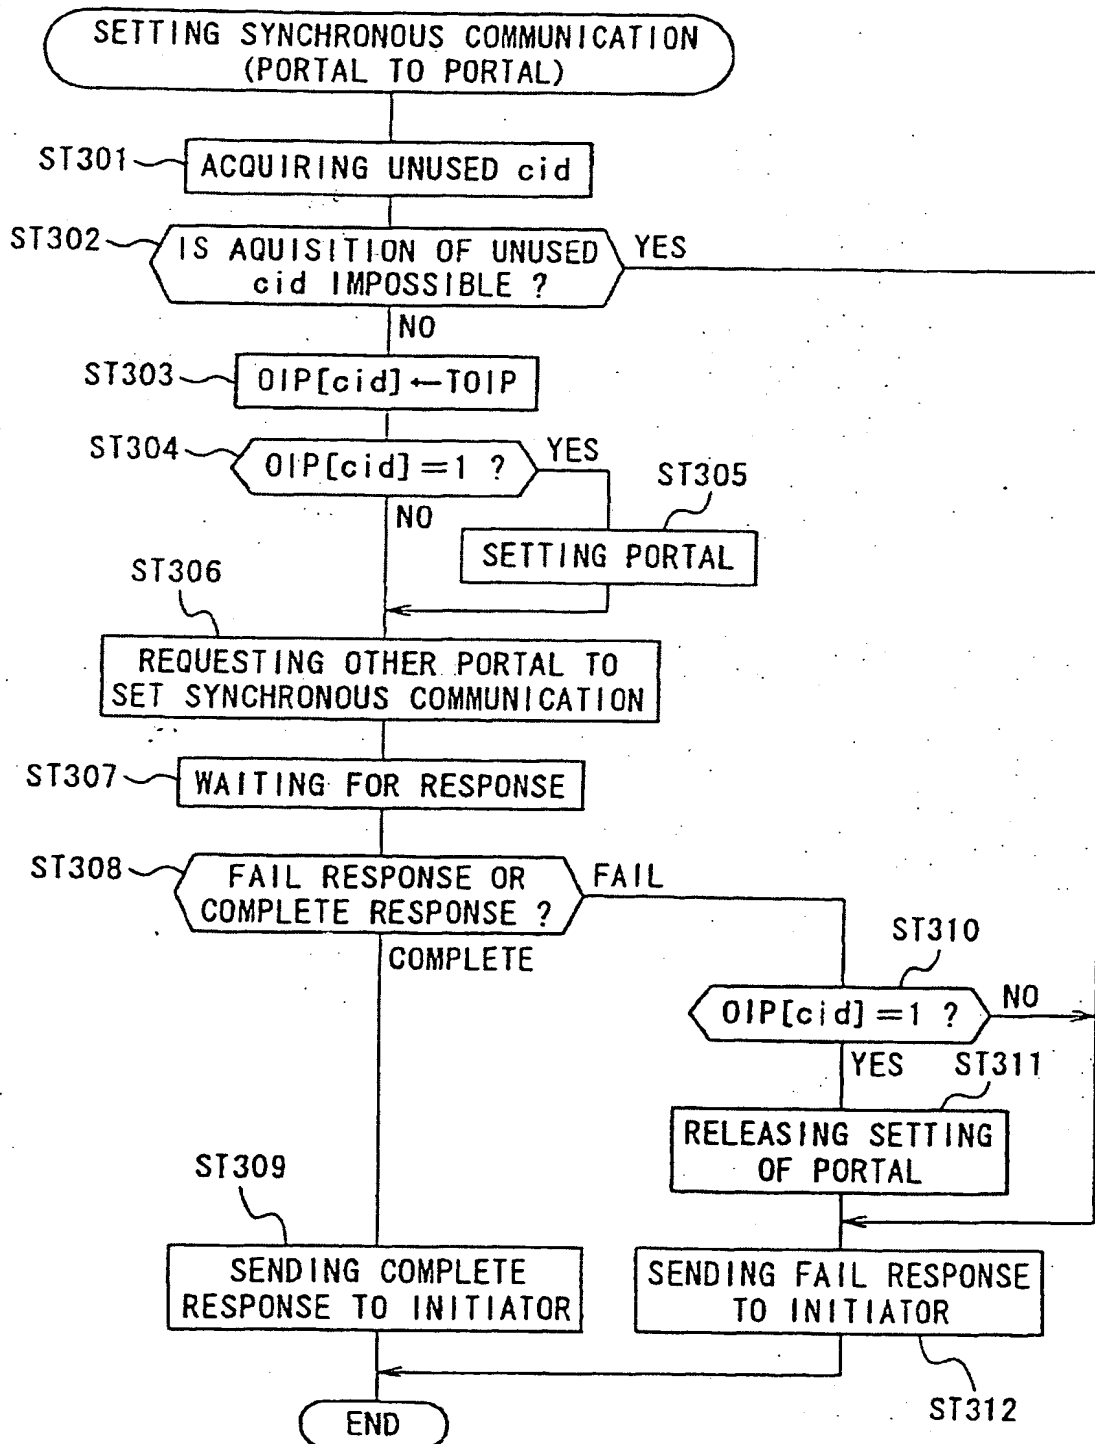 SETTING SYNCHRONOUS COMMUNICATION
(PORTAL TO PORTAL)
ST301
ACQUIRING UNUSED cid
ST302
IS AQUISITION OF UNUSED
cid IMPOSSIBLE ?
YES
NO
ST303
OIP[cid]←TOIP
ST304
OIP[cid]=1 ?
YES
NO
ST305
SETTING PORTAL
ST306
REQUESTING OTHER PORTAL TO
SET SYNCHRONOUS COMMUNICATION
ST307
WAITING FOR RESPONSE
ST308
FAIL RESPONSE OR
COMPLETE RESPONSE ?
FAIL
COMPLETE
ST310
OIP[cid]=1 ?
NO
YES
ST311
RELEASING SETTING
OF PORTAL
ST309
SENDING COMPLETE
RESPONSE TO INITIATOR
SENDING FAIL RESPONSE
TO INITIATOR
ST312
END